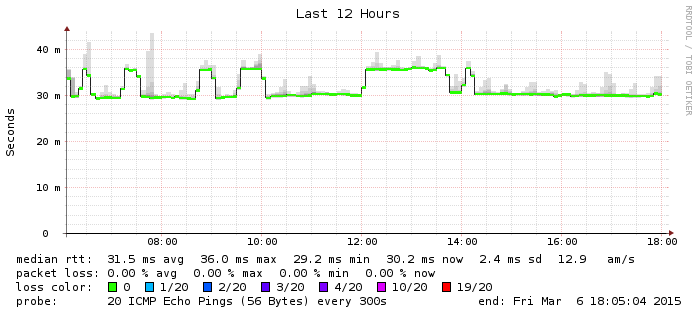 Last 12 Hours
RRDTOOL / TOBI OETIKER
Seconds
40 m
30 m
20 m
10 m
0
08:00 10:00 12:00 14:00 16:00 18:00
median rtt: 31.5 ms avg 36.0 ms max 29.2 ms min 30.2 ms now 2.4 ms sd 12.9 am/s
packet loss: 0.00 % avg 0.00 % max 0.00 % min 0.00 % now
loss color: 0 1/20 2/20 3/20 4/20 10/20 19/20
probe: 20 ICMP Echo Pings (56 Bytes) every 300s end: Fri Mar 6 18:05:04 2015